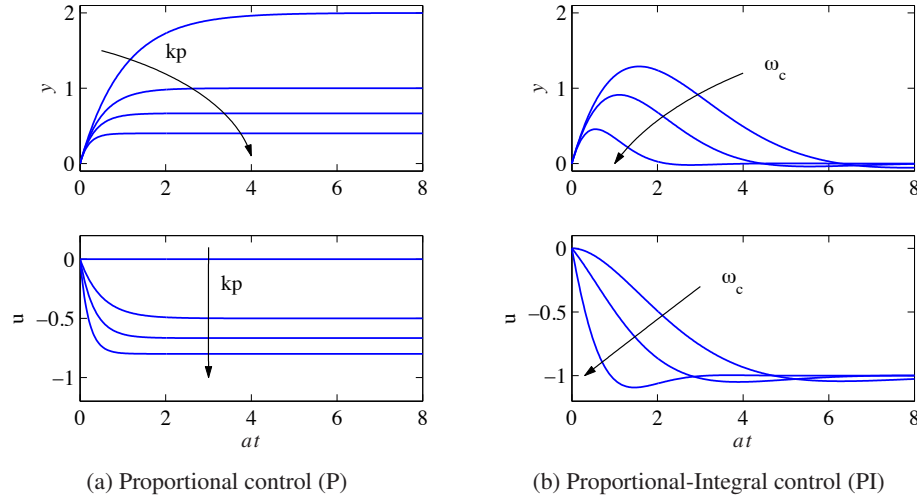 2
1
0
y
kp
0 2 4 6 8
2
1
0
y
ω_c
0 2 4 6 8
0
−0.5
−1
u
kp
0 2 4 6 8
at
0
−0.5
−1
u
ω_c
0 2 4 6 8
at
(a) Proportional control (P)
(b) Proportional-Integral control (PI)